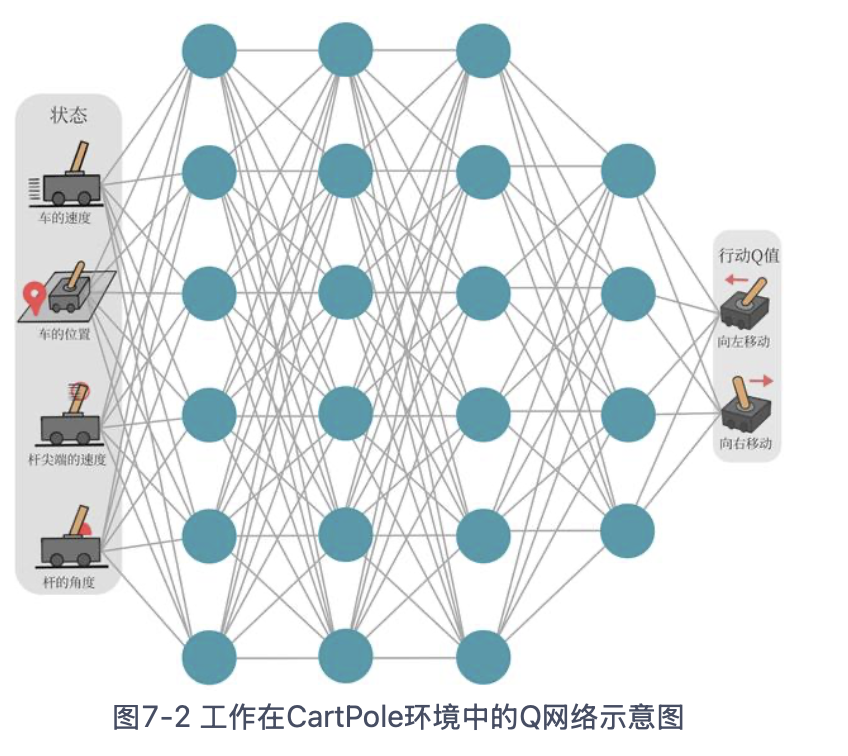 状态
车的速度
车的位置
杆尖端的速度
杆的角度
行动Q值
向左移动
向右移动
图7-2 工作在CartPole环境中的Q网络示意图